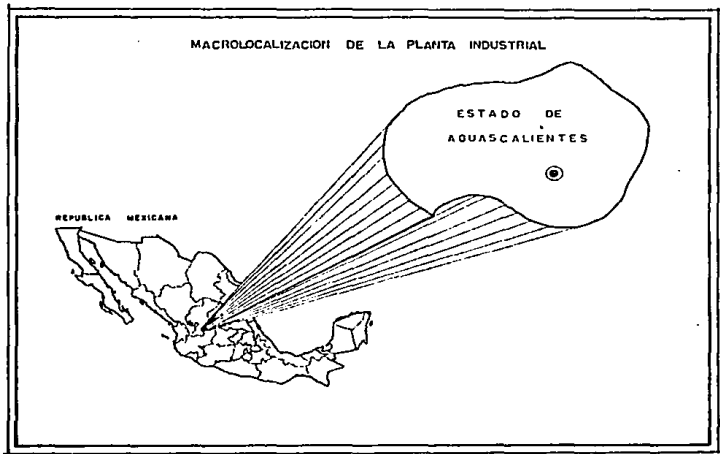 MACROLOCALIZACION DE LA PLANTA INDUSTRIAL
ESTADO DE
AGUASCALIENTES
REPUBLICA MEXICANA